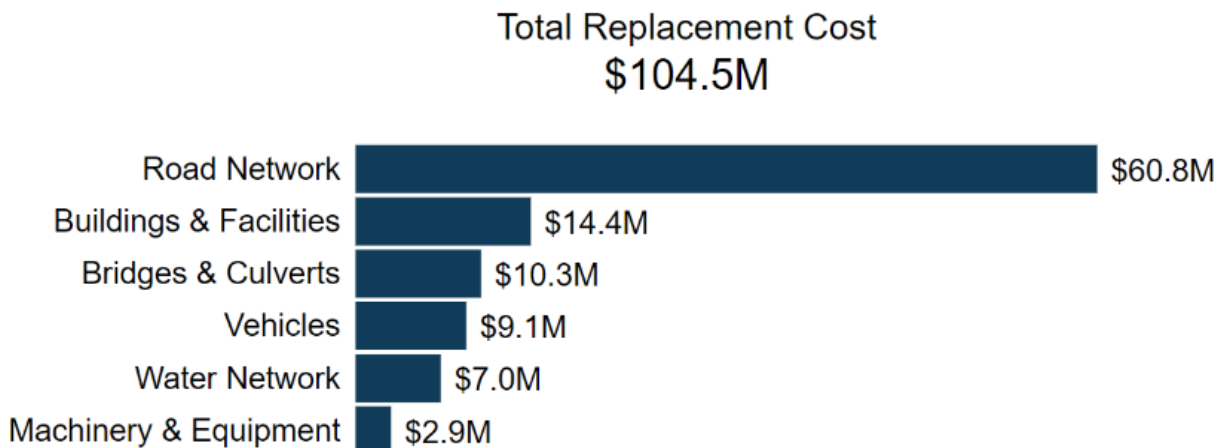 Total Replacement Cost
$104.5M
Road Network $60.8M
Buildings & Facilities $14.4M
Bridges & Culverts $10.3M
Vehicles $9.1M
Water Network $7.0M
Machinery & Equipment $2.9M